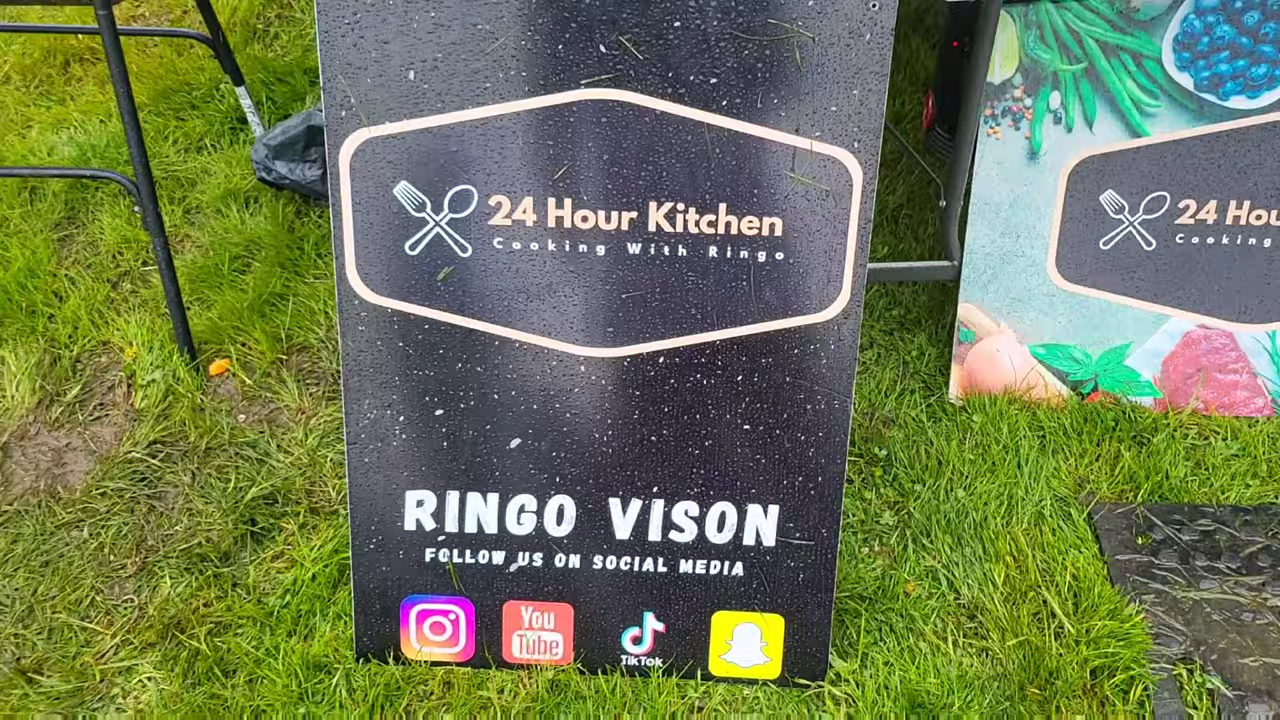 24 Hour Kitchen
Cooking With Ringo
RINGO VISON
FOLLOW US ON SOCIAL MEDIA
You
Tube
TikTok
24 Hou
Cooking